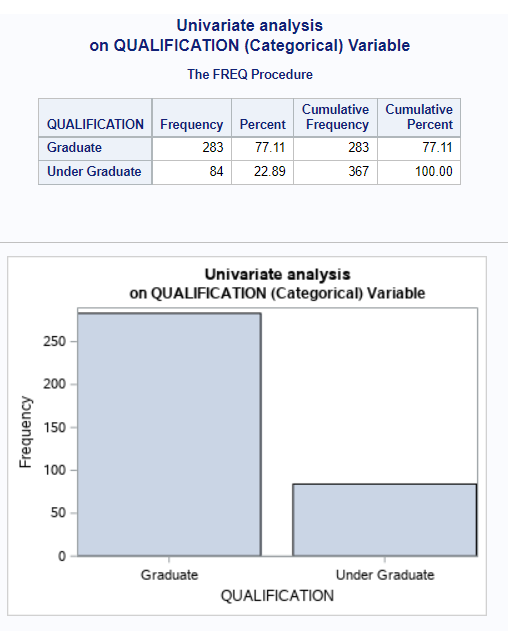 Univariate analysis
on QUALIFICATION (Categorical) Variable
The FREQ Procedure
QUALIFICATION Frequency Percent Cumulative Frequency Cumulative Percent
Graduate 283 77.11 283 77.11
Under Graduate 84 22.89 367 100.00
Univariate analysis
on QUALIFICATION (Categorical) Variable
Frequency
250
200
150
100
50
0
Graduate Under Graduate
QUALIFICATION